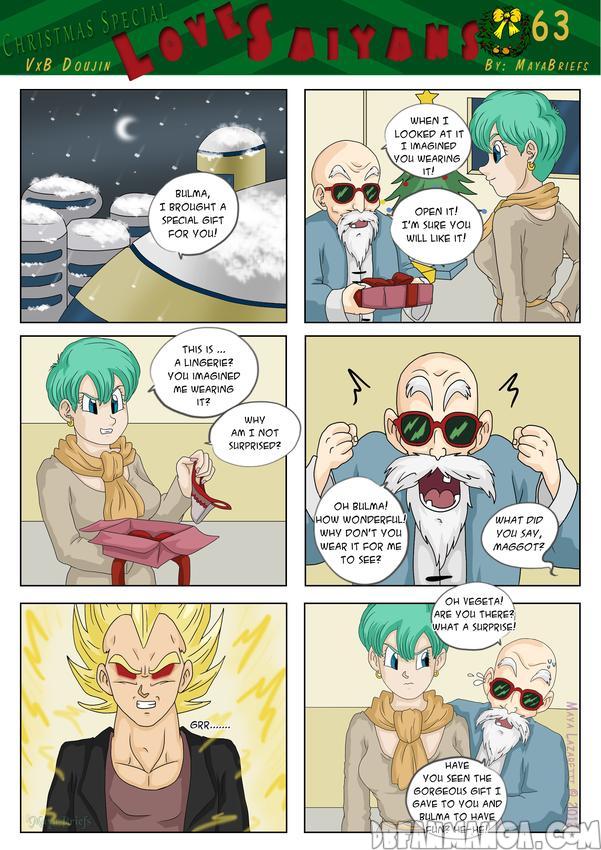 Christmas Special
VxB Doujin
Love Saiyans
63
By: MayaBriefs
Bulma,
I brought a
special gift
for you!
When I
looked at it
I imagined
you wearing
it!
Open it!
I'm sure you
will like it!
This is ...
a lingerie?
You imagined
me wearing
it?
Why
am I not
surprised?
Oh Bulma!
How wonderful!
Why don't you
wear it for me
to see?
What did
you say,
maggot?
Grr.......
Oh Vegeta!
Are you there?
What a surprise!
Have
you seen the
gorgeous gift I
gave to you and
Bulma to have
fun? He-he!
DBFANMANGA.COM